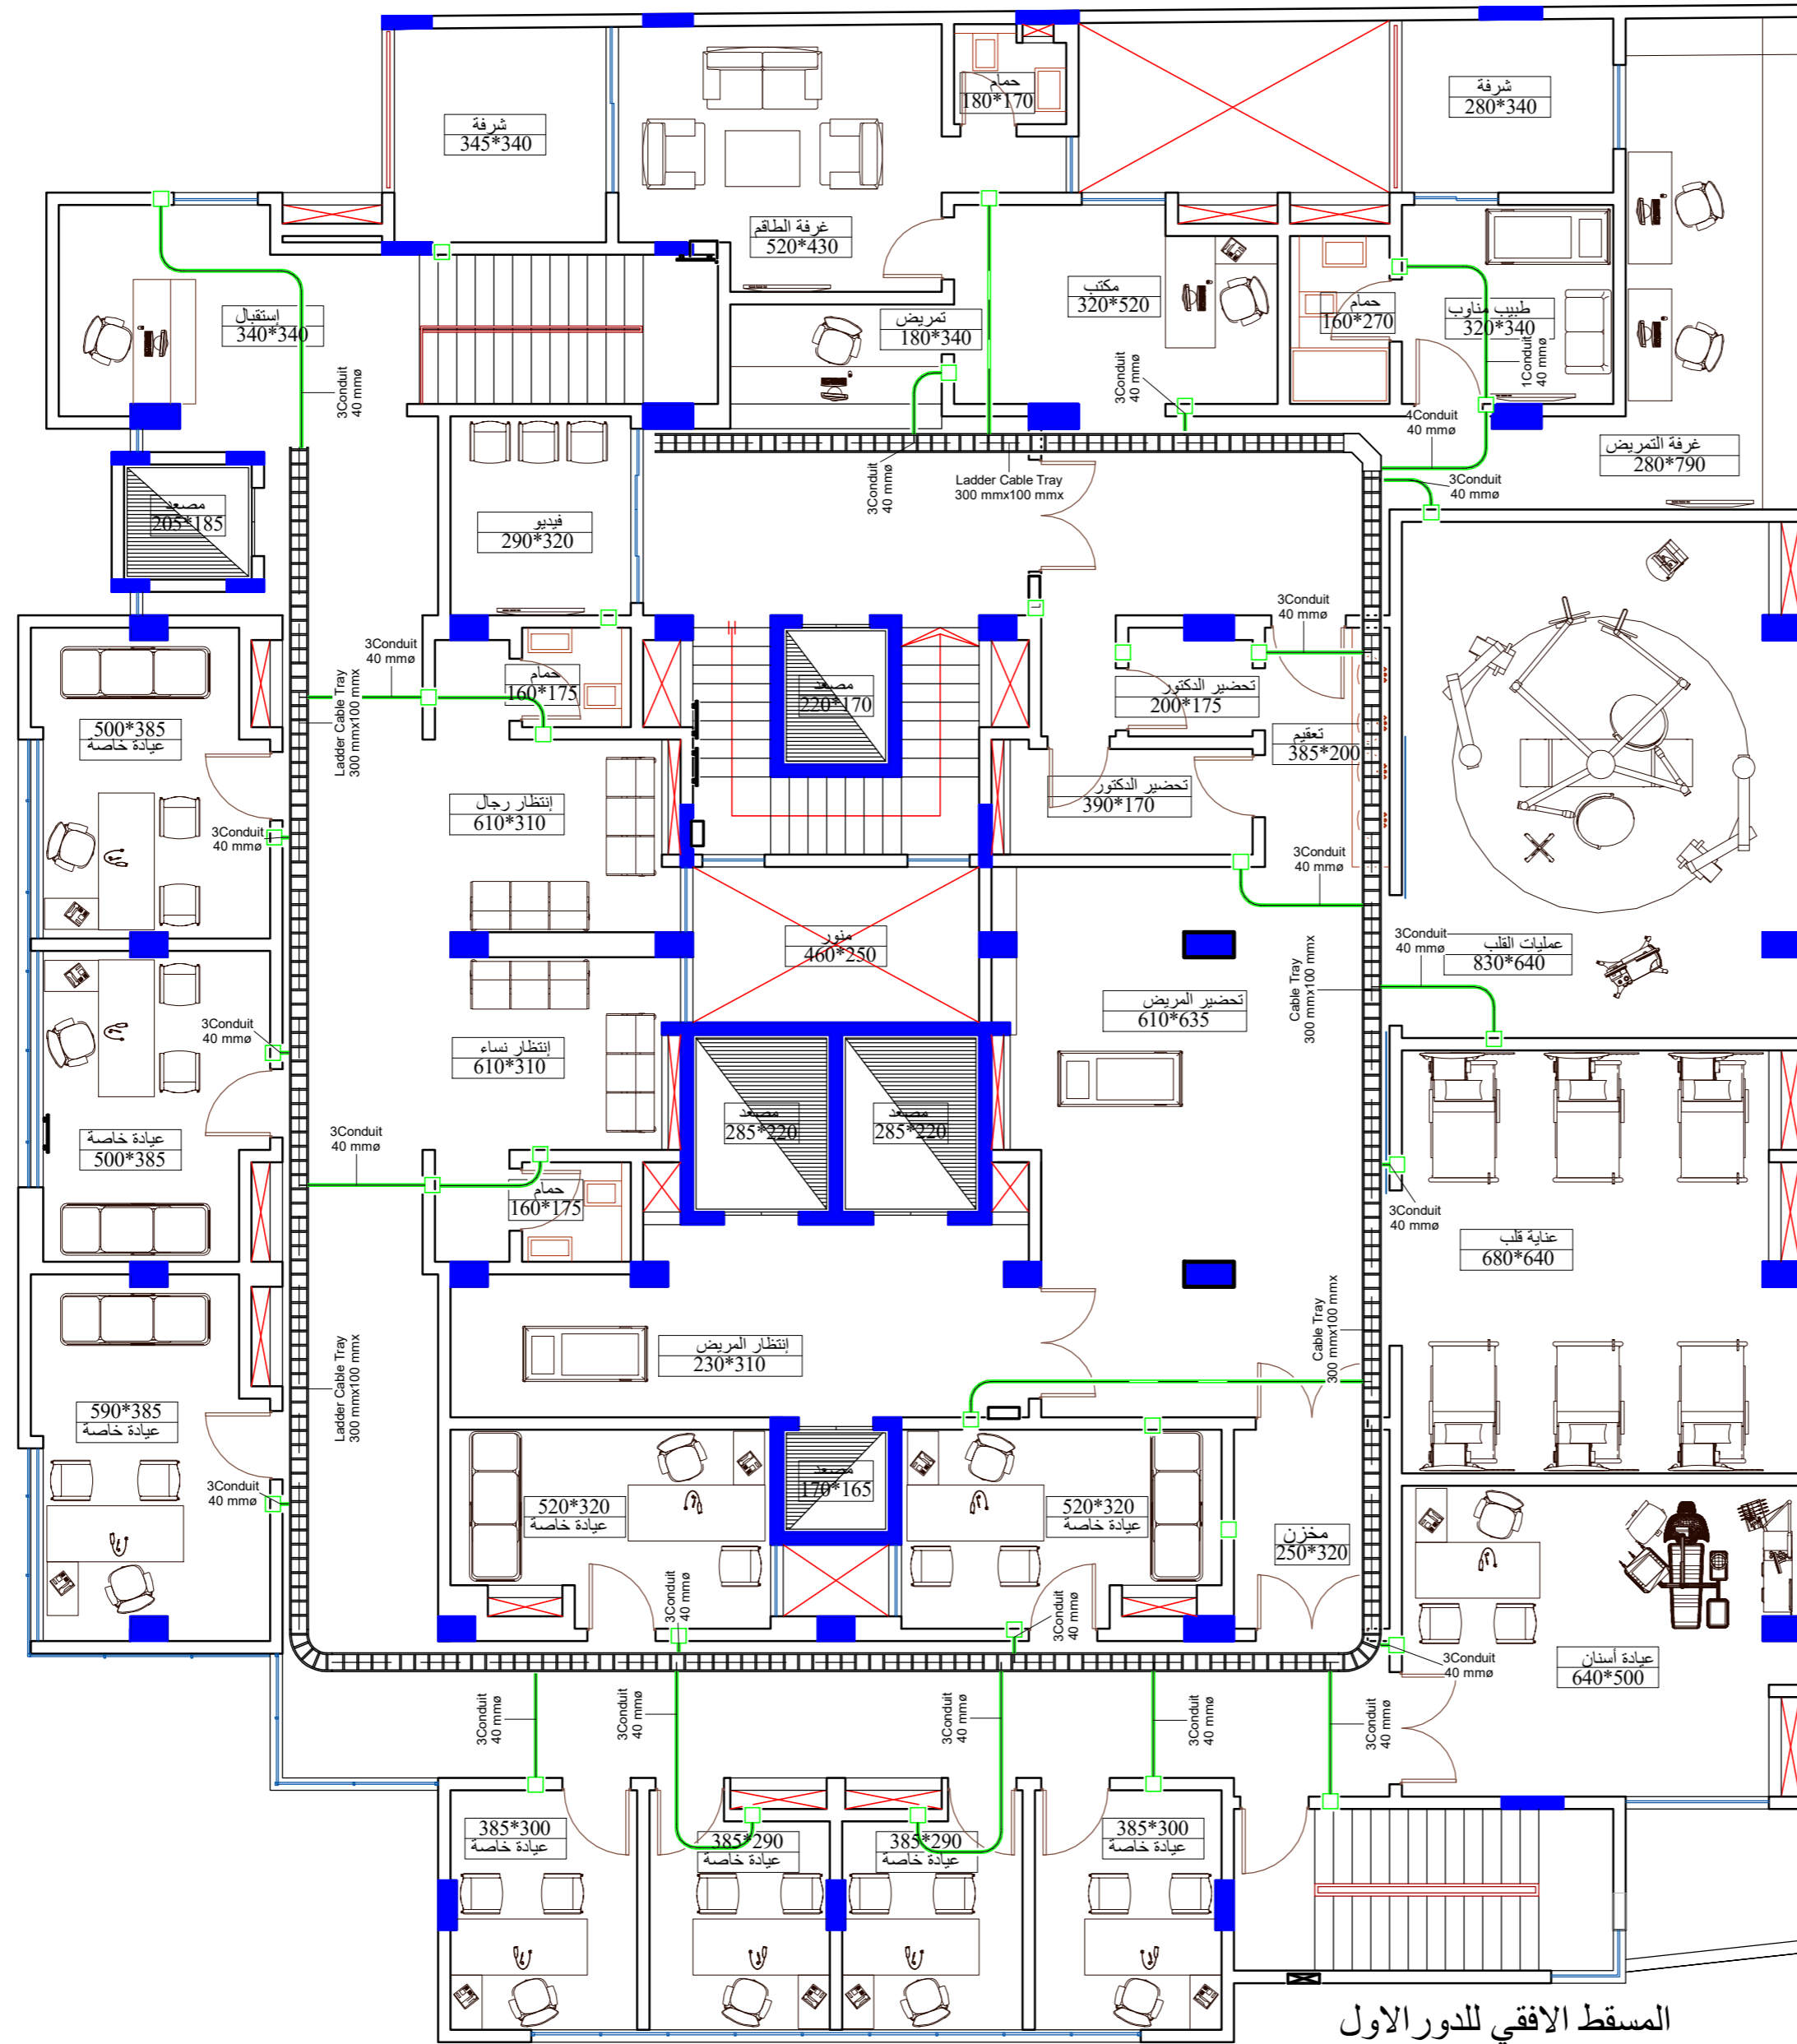 حمام
180*170
شرفة
280*340
شرفة
345*340
غرفة الطاقم
520*430
مكتب
320*520
حمام
160*270
طبيب مناوب
320*340
إستقبال
340*340
تمريض
180*340
3Conduit
40 mmø
3Conduit
40 mmø
1Conduit
40 mmø
4Conduit
40 mmø
غرفة التمريض
280*790
3Conduit
40 mmø
Ladder Cable Tray
300 mmx100 mmx
3Conduit
40 mmø
مصعد
205*185
فيديو
290*320
3Conduit
40 mmø
3Conduit
40 mmø
حمام
160*175
مصعد
220*170
تحضير الدكتور
200*175
تعقيم
385*200
Ladder Cable Tray
300 mmx100 mmx
500*385
عيادة خاصة
تحضير الدكتور
390*170
إنتظار رجال
610*310
3Conduit
40 mmø
3Conduit
40 mmø
منور
460*250
3Conduit
40 mmø
عمليات القلب
830*640
Cable Tray
300 mmx100 mmx
تحضير المريض
610*635
3Conduit
40 mmø
إنتظار نساء
610*310
مصعد
285*220
مصعد
285*220
عيادة خاصة
500*385
3Conduit
40 mmø
حمام
160*175
3Conduit
40 mmø
عناية قلب
680*640
Cable Tray
300 mmx100 mmx
إنتظار المريض
230*310
590*385
عيادة خاصة
Ladder Cable Tray
300 mmx100 mmx
3Conduit
40 mmø
520*320
عيادة خاصة
مصعد
170*165
520*320
عيادة خاصة
مخزن
250*320
3Conduit
40 mmø
3Conduit
40 mmø
3Conduit
40 mmø
عيادة أسنان
640*500
3Conduit
40 mmø
3Conduit
40 mmø
3Conduit
40 mmø
3Conduit
40 mmø
3Conduit
40 mmø
385*300
عيادة خاصة
385*290
عيادة خاصة
385*290
عيادة خاصة
385*300
عيادة خاصة
المسقط الافقي للدور الاول